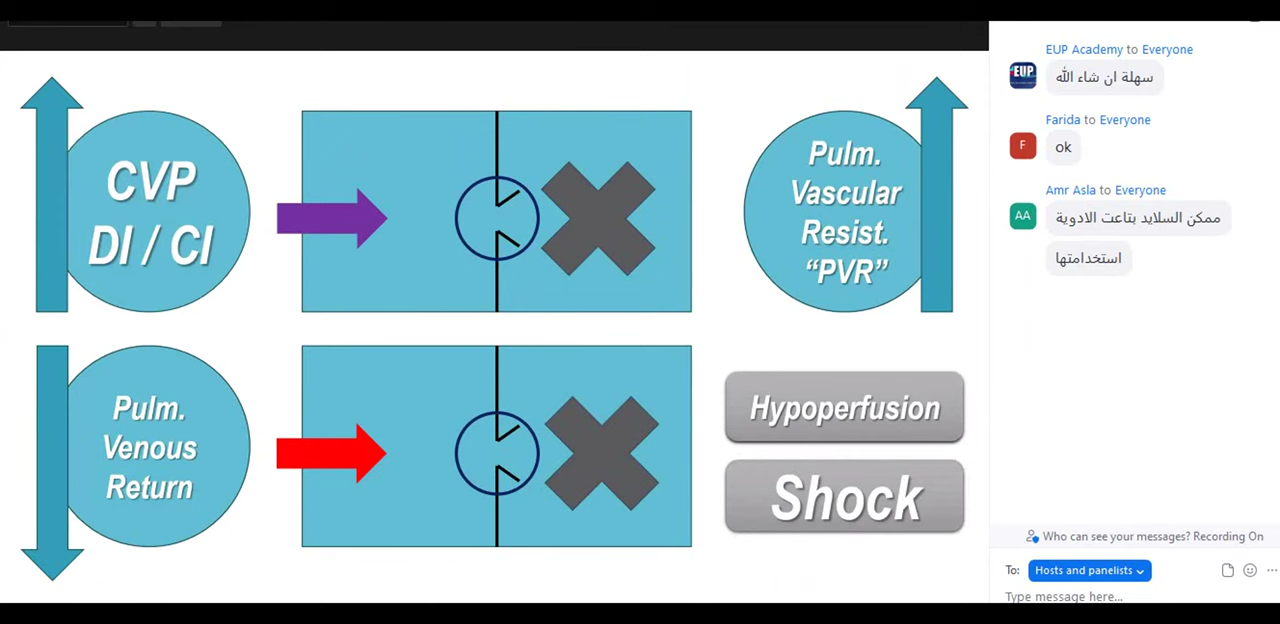 CVP
DI / CI
Pulm.
Vascular
Resist.
“PVR”
Pulm.
Venous
Return
Hypoperfusion
Shock
EUP Academy to Everyone
EUP
سهلة ان شاء الله
Farida to Everyone
F
ok
Amr Asla to Everyone
AA
ممكن السلايد بتاعت الادوية
استخدامتها
Who can see your messages? Recording On
To: Hosts and panelists
Type message here...